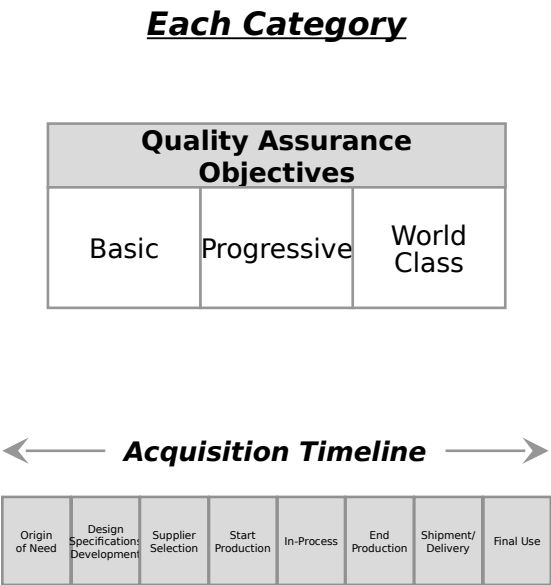 Each Category
Quality Assurance
Objectives
Basic
Progressive
World
Class
Acquisition Timeline
Origin
of Need
Design
Specifications
Development
Supplier
Selection
Start
Production
In-Process
End
Production
Shipment/
Delivery
Final Use